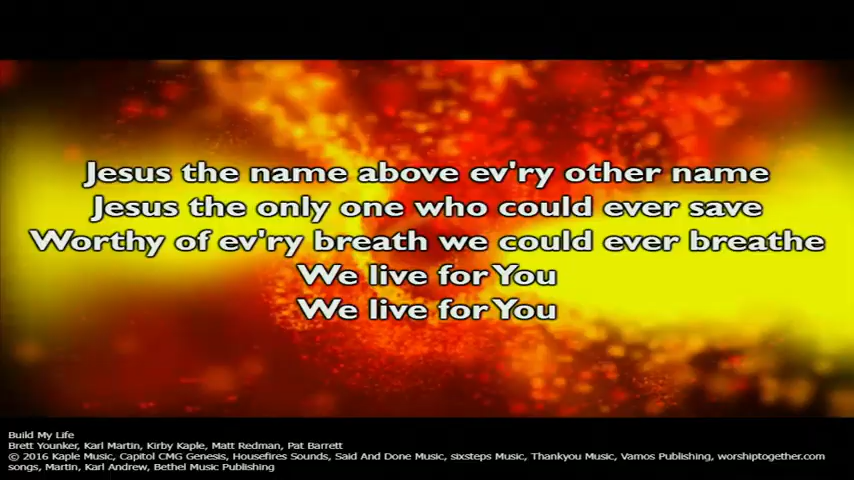 Jesus the name above ev'ry other name
Jesus the only one who could ever save
Worthy of ev'ry breath we could ever breathe
We live for You
We live for You
Build My Life
Brett Younker, Karl Martin, Kirby Kaple, Matt Redman, Pat Barrett
© 2016 Kaple Music, Capitol CMG Genesis, Housefires Sounds, Said And Done Music, sixsteps Music, Thankyou Music, Vamos Publishing, worshiptogether.com
songs, Martin, Karl Andrew, Bethel Music Publishing